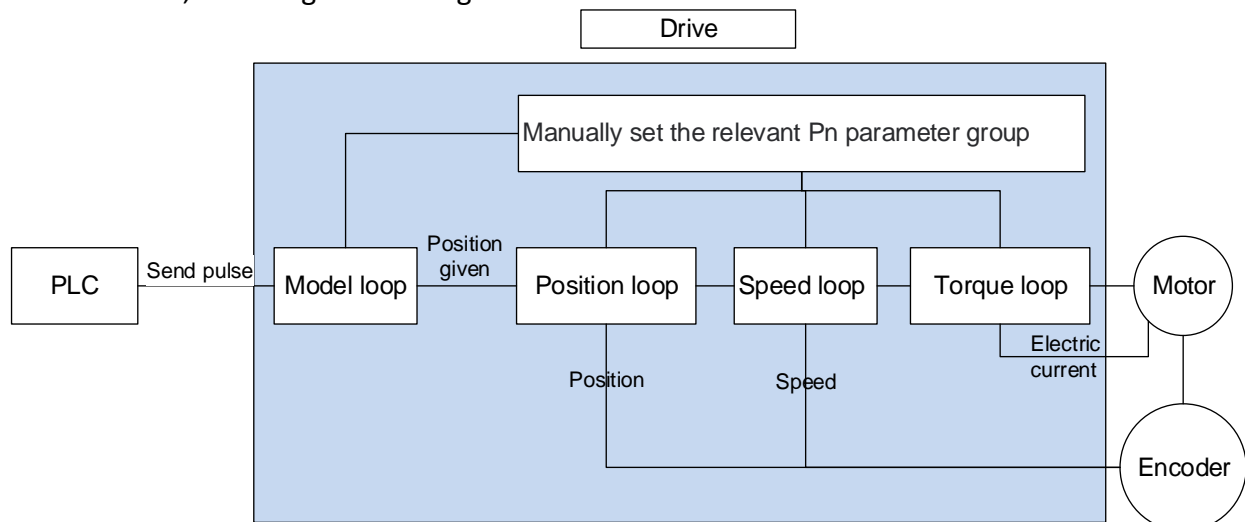 Drive
Manually set the relevant Pn parameter group
PLC
Send pulse
Model loop
Position
given
Position loop
Speed loop
Torque loop
Motor
Electric
current
Position
Speed
Encoder